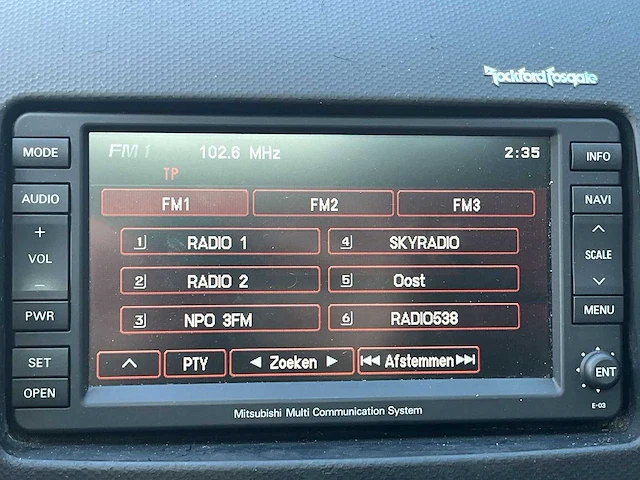 Rockford Fosgate
MODE
AUDIO
+
VOL
−
PWR
SET
OPEN
FM 1 102.6 MHz 2:35
TP
FM1 FM2 FM3
1 RADIO 1 4 SKYRADIO
2 RADIO 2 5 Oost
3 NPO 3FM 6 RADIO538
PTY ◄ Zoeken ► |◄◄ Afstemmen ►►|
INFO
NAVI
SCALE
MENU
ENT
E-03
Mitsubishi Multi Communication System